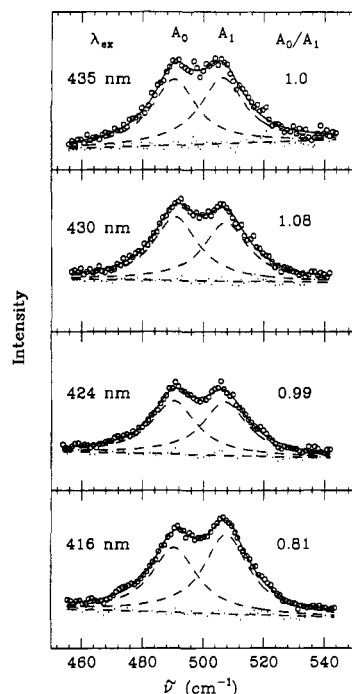 λex A0 A1 A0/A1
435 nm 1.0
430 nm 1.08
424 nm 0.99
416 nm 0.81
Intensity
460 480 500 520 540
ν̃ (cm⁻¹)